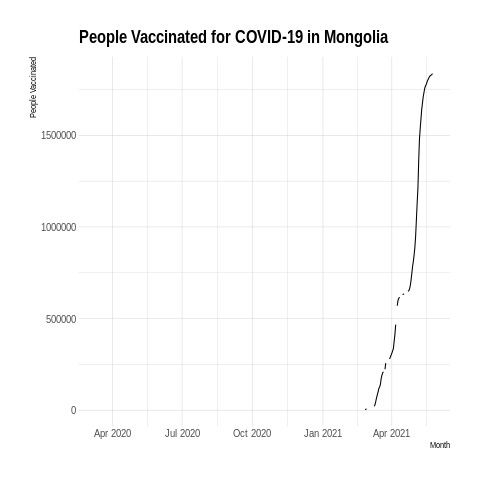 People Vaccinated for COVID-19 in Mongolia
People Vaccinated
1500000
1000000
500000
0
Apr 2020 Jul 2020 Oct 2020 Jan 2021 Apr 2021
Month